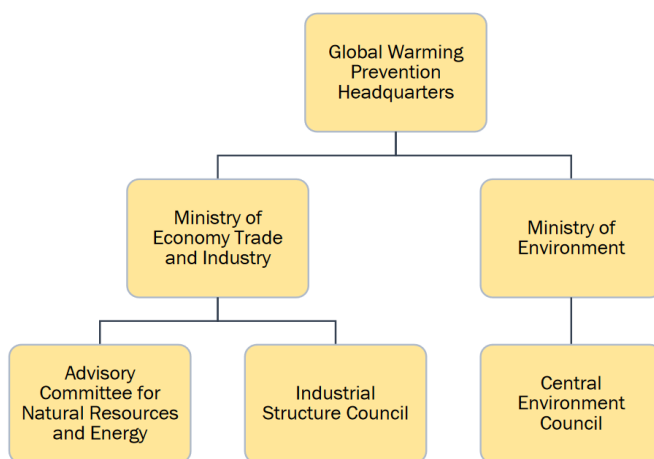 Global Warming
Prevention
Headquarters
Ministry of
Economy Trade
and Industry
Ministry of
Environment
Advisory
Committee for
Natural Resources
and Energy
Industrial
Structure Council
Central
Environment
Council